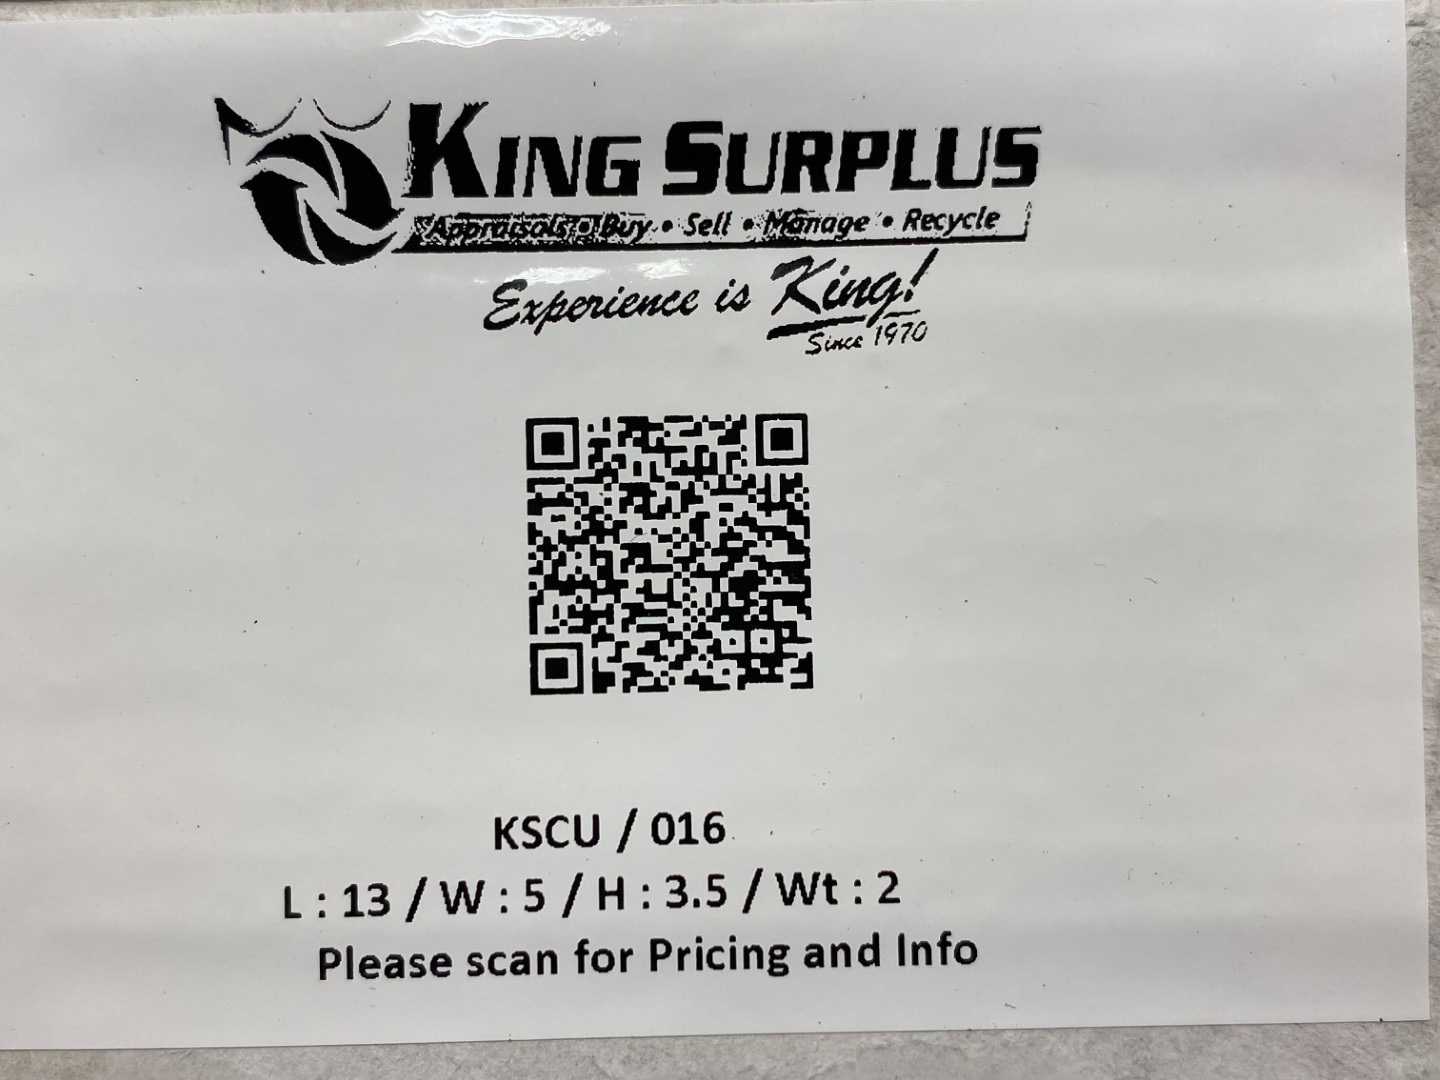 KING SURPLUS
Appraisals • Buy • Sell • Manage • Recycle
Experience is King!
Since 1970
KSCU / 016
L : 13 / W : 5 / H : 3.5 / Wt : 2
Please scan for Pricing and Info